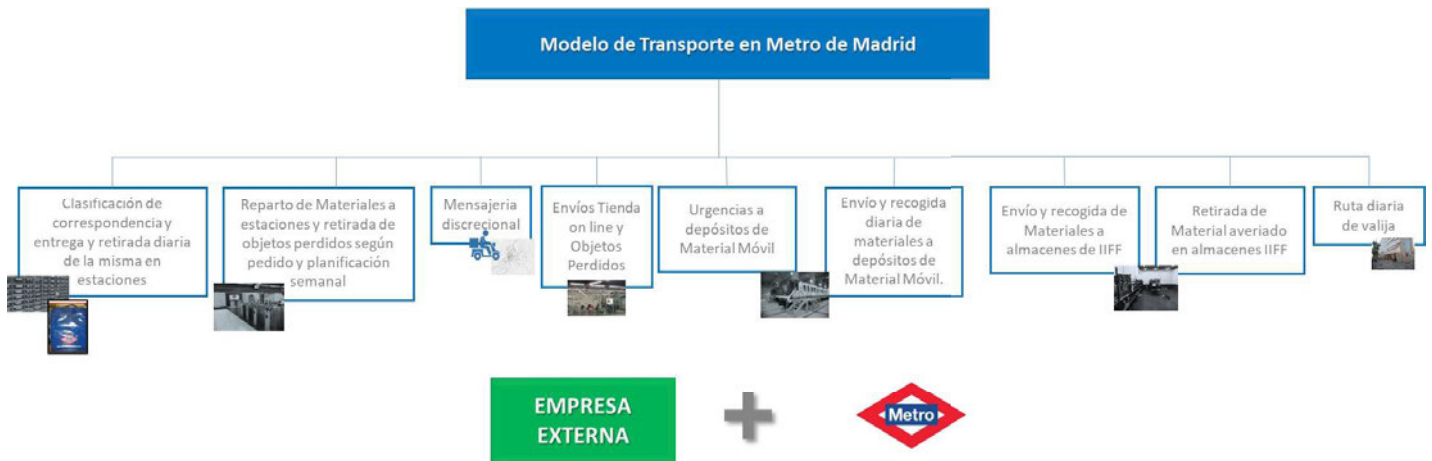 Modelo de Transporte en Metro de Madrid
Clasificación de
correspondencia y
entrega y retirada diaria
de la misma en
estaciones
Reparto de Materiales a
estaciones y retirada de
objetos perdidos según
pedido y planificación
semanal
Mensajeria
discrecional
Envíos Tienda
on line y
Objetos
Perdidos
Urgencias a
depósitos de
Material Móvil
Envío y recogida
diaria de
materiales a
depósitos de
Material Móvil.
Envío y recogida de
Materiales a
almacenes de IIFF
Retirada de
Material averiado
en almacenes IIFF
Ruta diaria
de valija
EMPRESA
EXTERNA
Metro